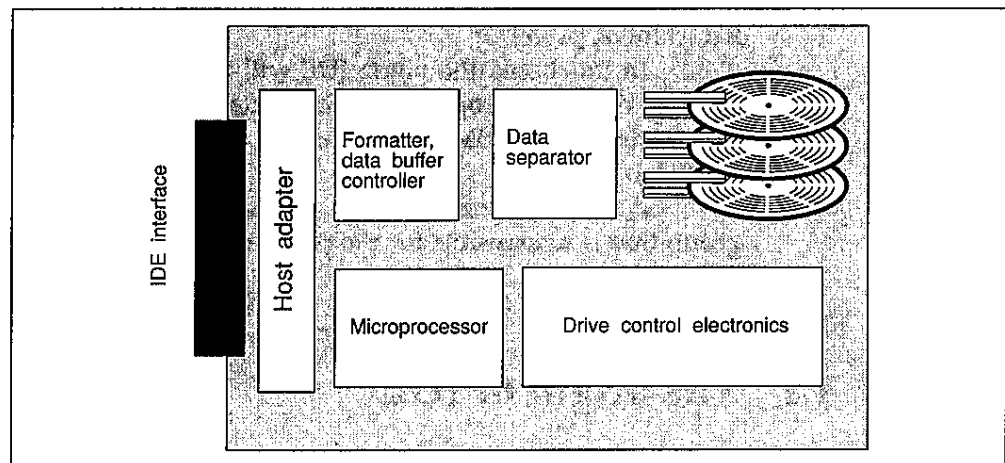 IDE interface
Host adapter
Formatter,
data buffer
controller
Data
separator
Microprocessor
Drive control electronics